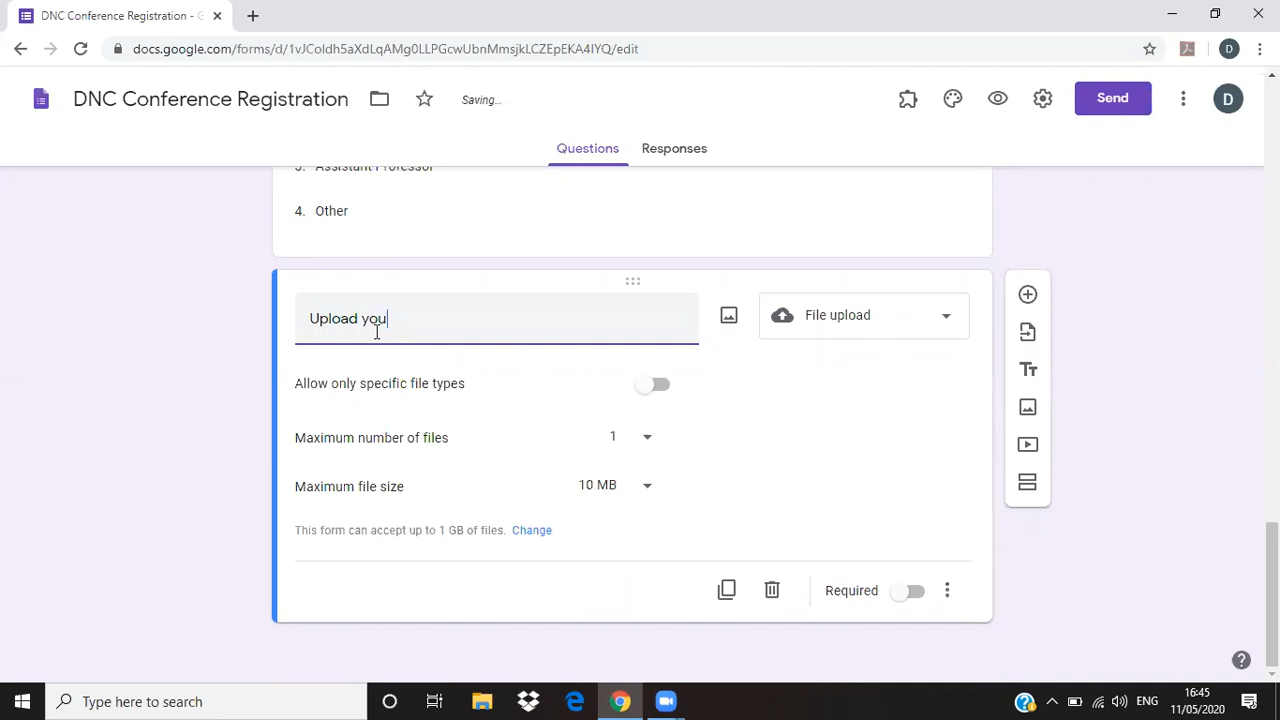 DNC Conference Registration - G
docs.google.com/forms/d/1vJColdh5aXdLqAMg0LLPGcwUbnMmsjkLCZEpEKA4IYQ/edit
D
DNC Conference Registration
Saving...
Send
D
Questions
Responses
3. Assistant Professor
4. Other
Upload you
File upload
Allow only specific file types
Maximum number of files
1
Maximum file size
10 MB
This form can accept up to 1 GB of files. Change
Required
Type here to search
ENG
16:45
11/05/2020